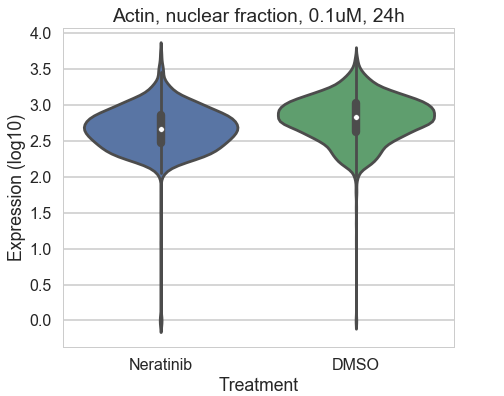 Actin, nuclear fraction, 0.1uM, 24h
4.0
3.5
3.0
2.5
2.0
1.5
1.0
0.5
0.0
Expression (log10)
Neratinib DMSO
Treatment